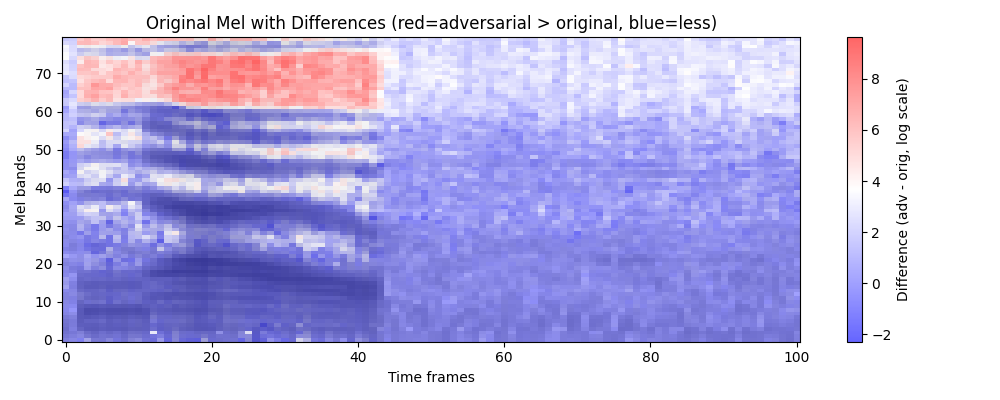 Original Mel with Differences (red=adversarial > original, blue=less)
70
60
50
40
30
20
10
0
Mel bands
0 20 40 60 80 100
Time frames
8
6
4
2
0
−2
Difference (adv - orig, log scale)